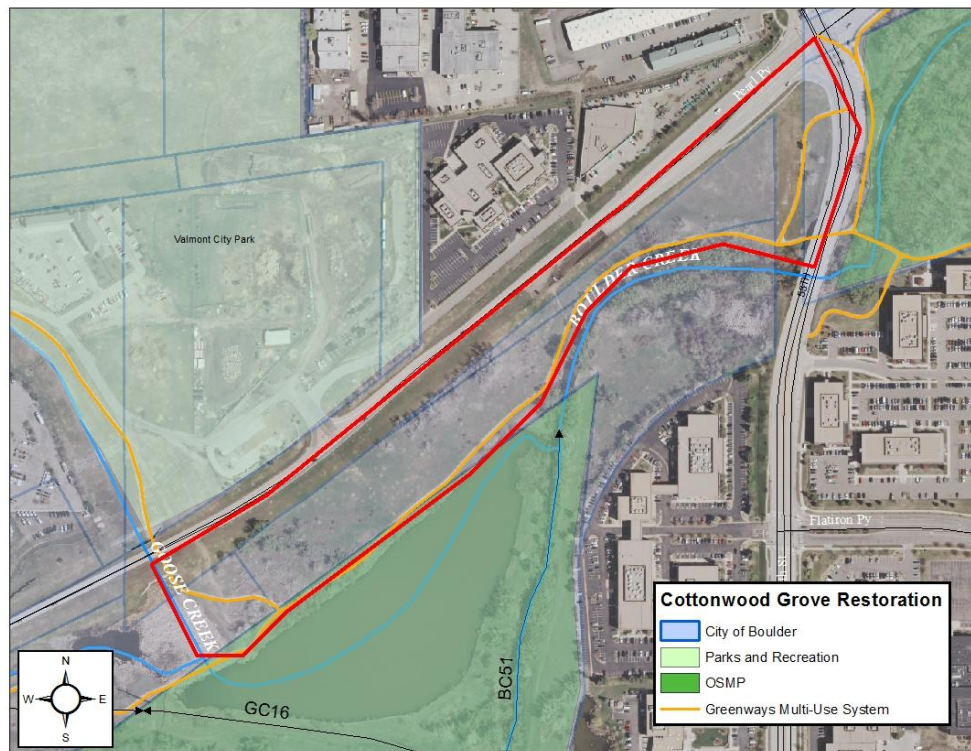 Pearl Py
Valmont City Park
BOULDER CREEK
Flatiron Py
GOOSE CREEK
BC51
GC16
N
W
E
S
Cottonwood Grove Restoration
City of Boulder
Parks and Recreation
OSMP
Greenways Multi-Use System